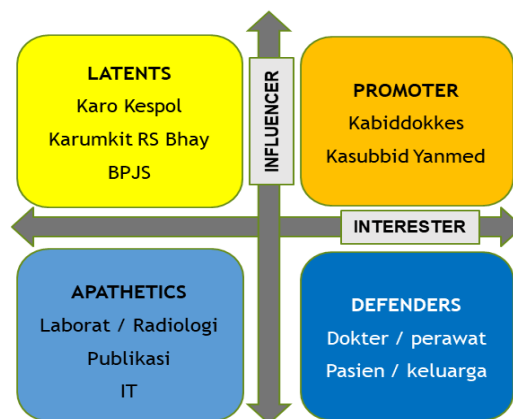 LATENTS
Karo Kespol
Karumkit RS Bhay
BPJS
INFLUENCER
PROMOTER
Kabiddokkes
Kasubbid Yanmed
INTERESTER
APATHETICS
Laborat / Radiologi
Publikasi
IT
DEFENDERS
Dokter / perawat
Pasien / keluarga